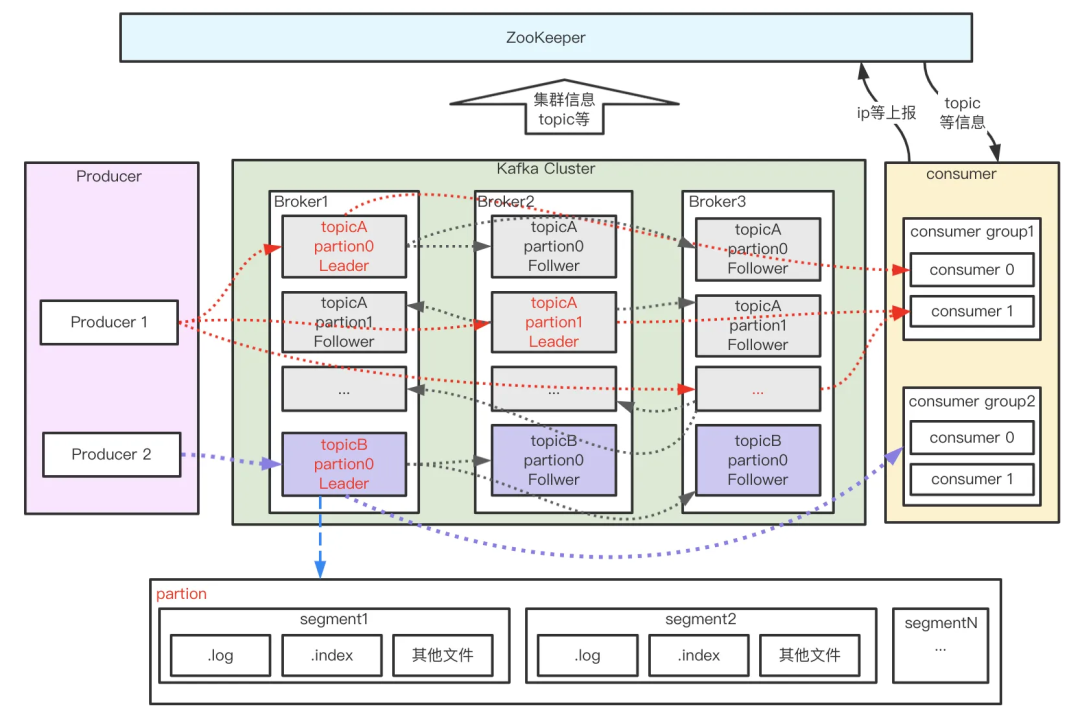 ZooKeeper
集群信息
topic等
ip等上报
topic
等信息
Producer
Producer 1
Producer 2
Kafka Cluster
Broker1
topicA
partion0
Leader
topicA
partion1
Follower
...
topicB
partion0
Leader
Broker2
topicA
partion0
Follwer
topicA
partion1
Leader
...
topicB
partion0
Follwer
Broker3
topicA
partion0
Follower
topicA
partion1
Follower
...
topicB
partion0
Follower
consumer
consumer group1
consumer 0
consumer 1
consumer group2
consumer 0
consumer 1
partion
segment1
.log
.index
其他文件
segment2
.log
.index
其他文件
segmentN
...